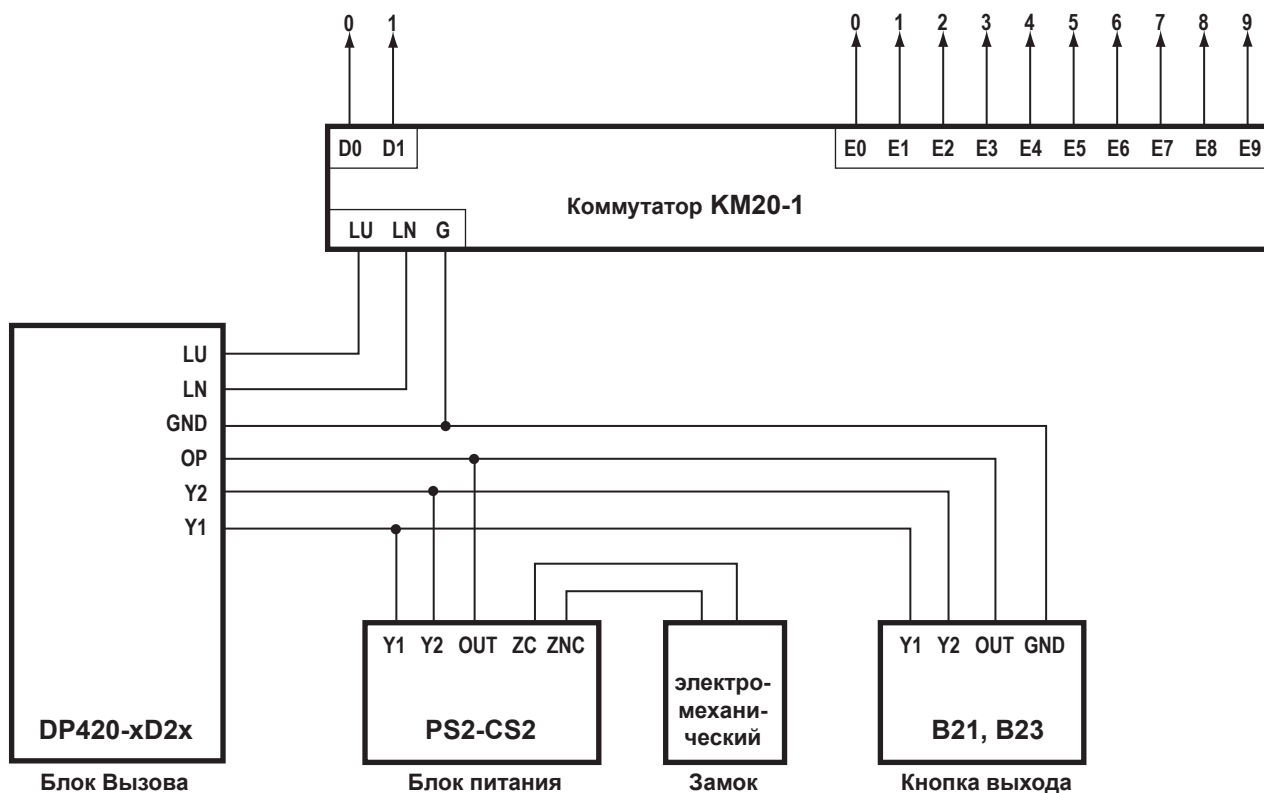 0 1 0 1 2 3 4 5 6 7 8 9
D0 D1 E0 E1 E2 E3 E4 E5 E6 E7 E8 E9
Коммутатор KM20-1
LU LN G
LU
LN
GND
OP
Y2
Y1
Y1 Y2 OUT ZC ZNC
Y1 Y2 OUT GND
электро-
механи-
ческий
DP420-xD2x
PS2-CS2
B21, B23
Блок Вызова
Блок питания
Замок
Кнопка выхода